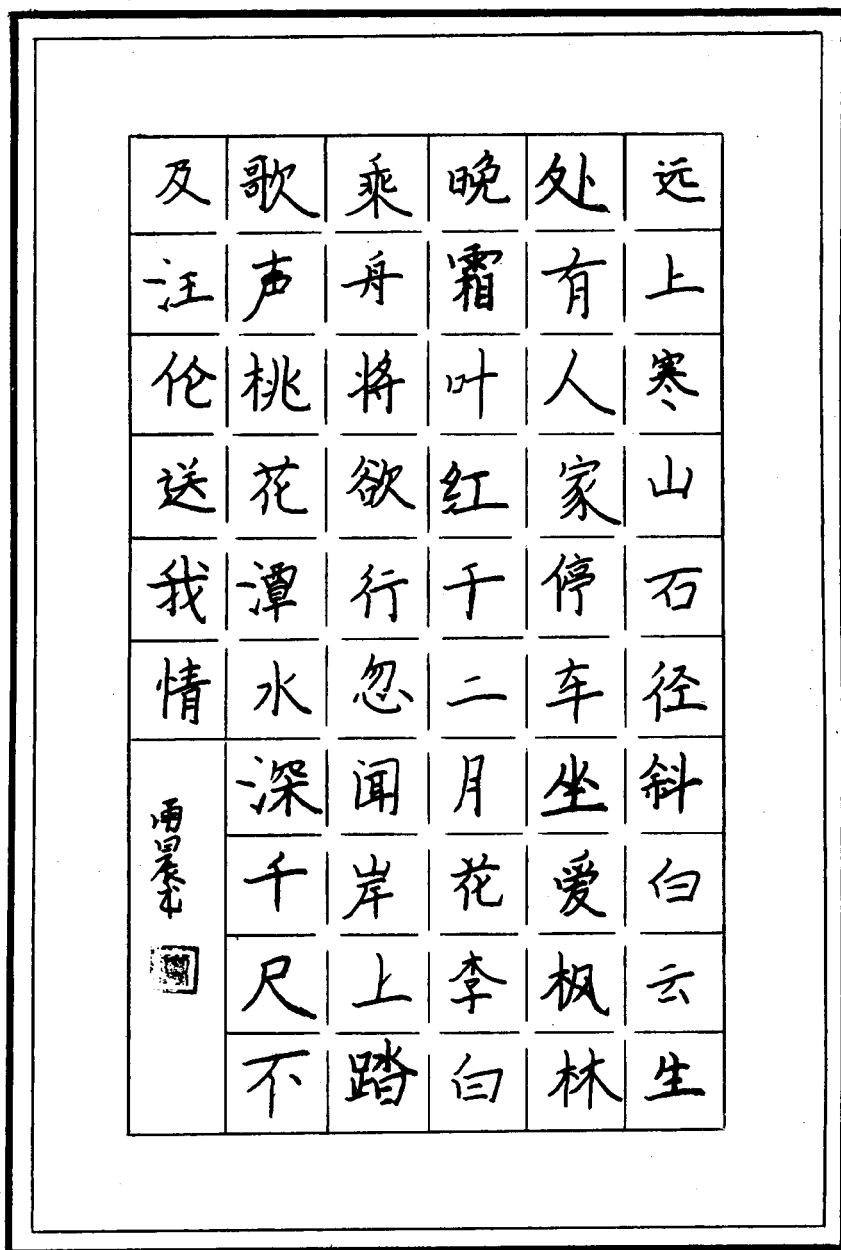 远上寒山石径斜白云生
处有人家停车坐爱枫林
晚霜叶红于二月花李白
乘舟将欲行忽闻岸上踏
歌声桃花潭水深千尺不
及汪伦送我情